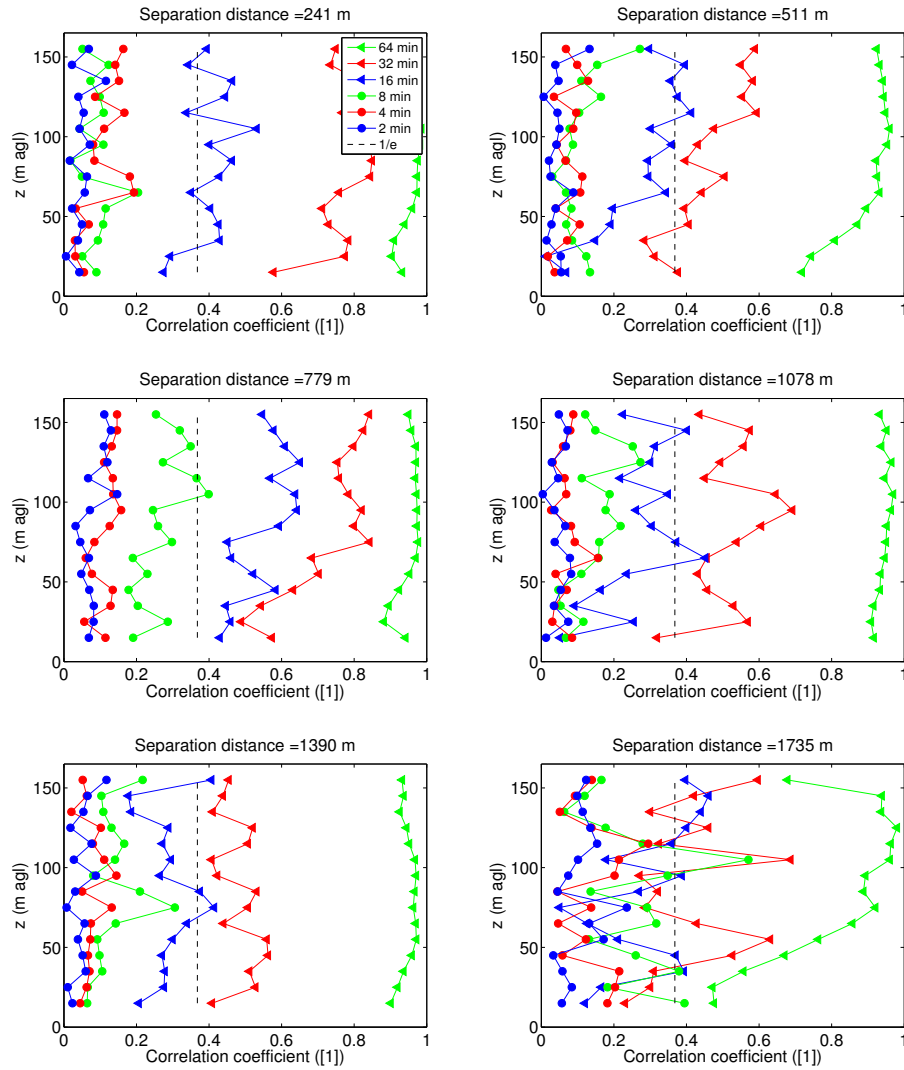 Separation distance =241 m
150
100
50
0
z (m agl)
0
0.2
0.4
0.6
0.8
1
Correlation coefficient ([1])
64 min
32 min
16 min
8 min
4 min
2 min
1/e
Separation distance =511 m
150
100
50
0
z (m agl)
0
0.2
0.4
0.6
0.8
1
Correlation coefficient ([1])
Separation distance =779 m
150
100
50
0
z (m agl)
0
0.2
0.4
0.6
0.8
1
Correlation coefficient ([1])
Separation distance =1078 m
150
100
50
0
z (m agl)
0
0.2
0.4
0.6
0.8
1
Correlation coefficient ([1])
Separation distance =1390 m
150
100
50
0
z (m agl)
0
0.2
0.4
0.6
0.8
1
Correlation coefficient ([1])
Separation distance =1735 m
150
100
50
0
z (m agl)
0
0.2
0.4
0.6
0.8
1
Correlation coefficient ([1])